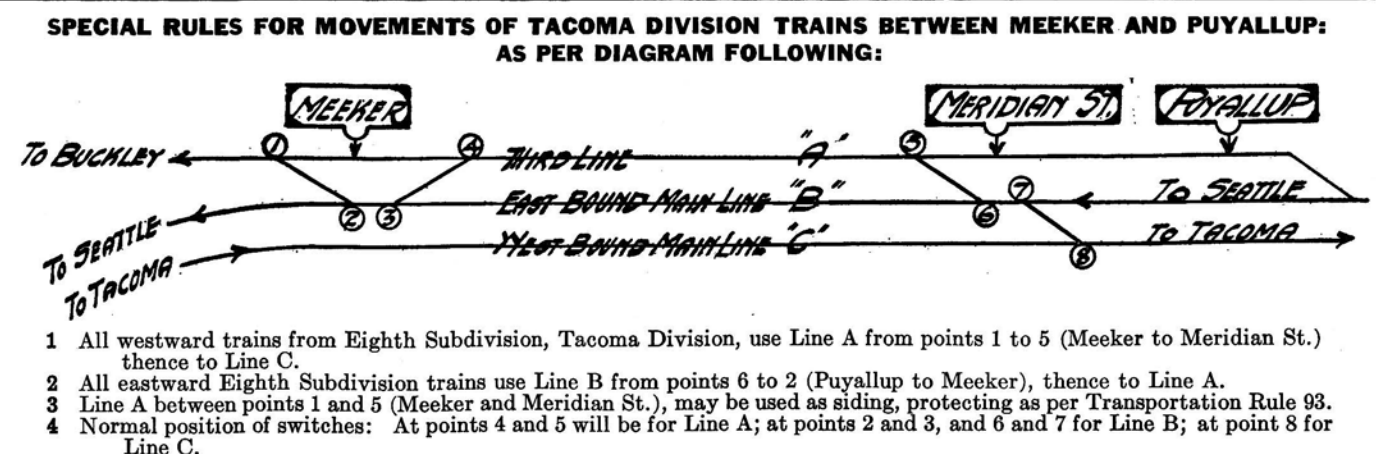 SPECIAL RULES FOR MOVEMENTS OF TACOMA DIVISION TRAINS BETWEEN MEEKER AND PUYALLUP:
AS PER DIAGRAM FOLLOWING:
MEEKER
MERIDIAN ST.
PUYALLUP
TO BUCKLEY
1
4
THIRD LINE "A"
5
2
3
EAST BOUND MAIN LINE "B"
6
7
TO SEATTLE
TO SEATTLE
WEST BOUND MAIN LINE "C"
8
TO TACOMA
TO TACOMA
1 All westward trains from Eighth Subdivision, Tacoma Division, use Line A from points 1 to 5 (Meeker to Meridian St.)
thence to Line C.
2 All eastward Eighth Subdivision trains use Line B from points 6 to 2 (Puyallup to Meeker), thence to Line A.
3 Line A between points 1 and 5 (Meeker and Meridian St.), may be used as siding, protecting as per Transportation Rule 93.
4 Normal position of switches: At points 4 and 5 will be for Line A; at points 2 and 3, and 6 and 7 for Line B; at point 8 for
Line C.